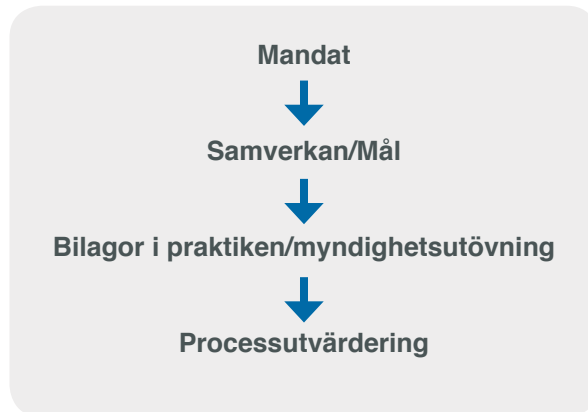 Mandat
Samverkan/Mål
Bilagor i praktiken/myndighetsutövning
Processutvärdering